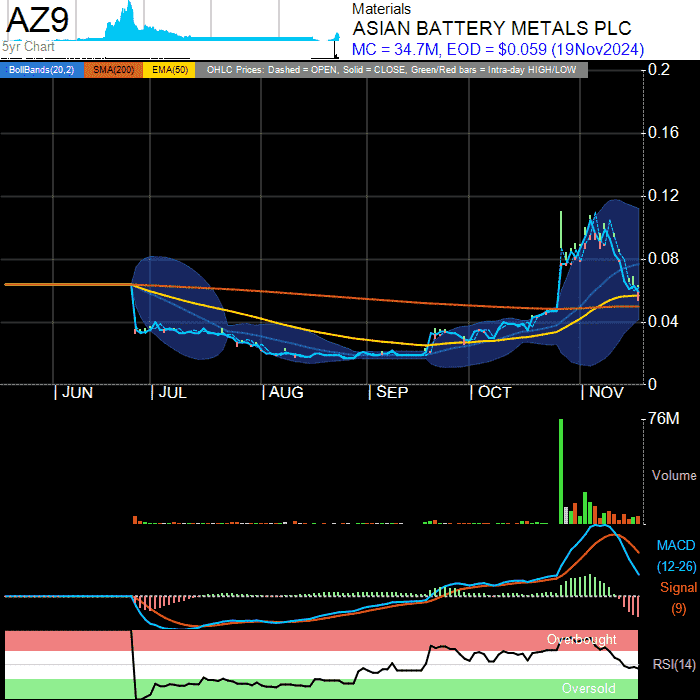 AZ9
5yr Chart
Materials
ASIAN BATTERY METALS PLC
MC = 34.7M, EOD = $0.059 (19Nov2024)
BollBands(20,2) SMA(200) EMA(50) OHLC Prices: Dashed = OPEN, Solid = CLOSE, Green/Red bars = Intra-day HIGH/LOW
0.2
0.16
0.12
0.08
0.04
0
JUN JUL AUG SEP OCT NOV
76M
Volume
MACD
(12-26)
Signal
(9)
Overbought
RSI(14)
Oversold